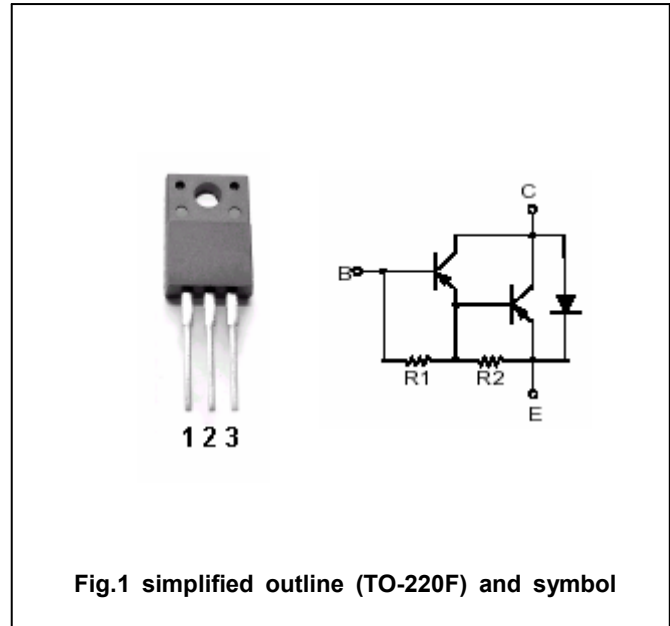 C
B
R1 R2
E
1 2 3
Fig.1 simplified outline (TO-220F) and symbol